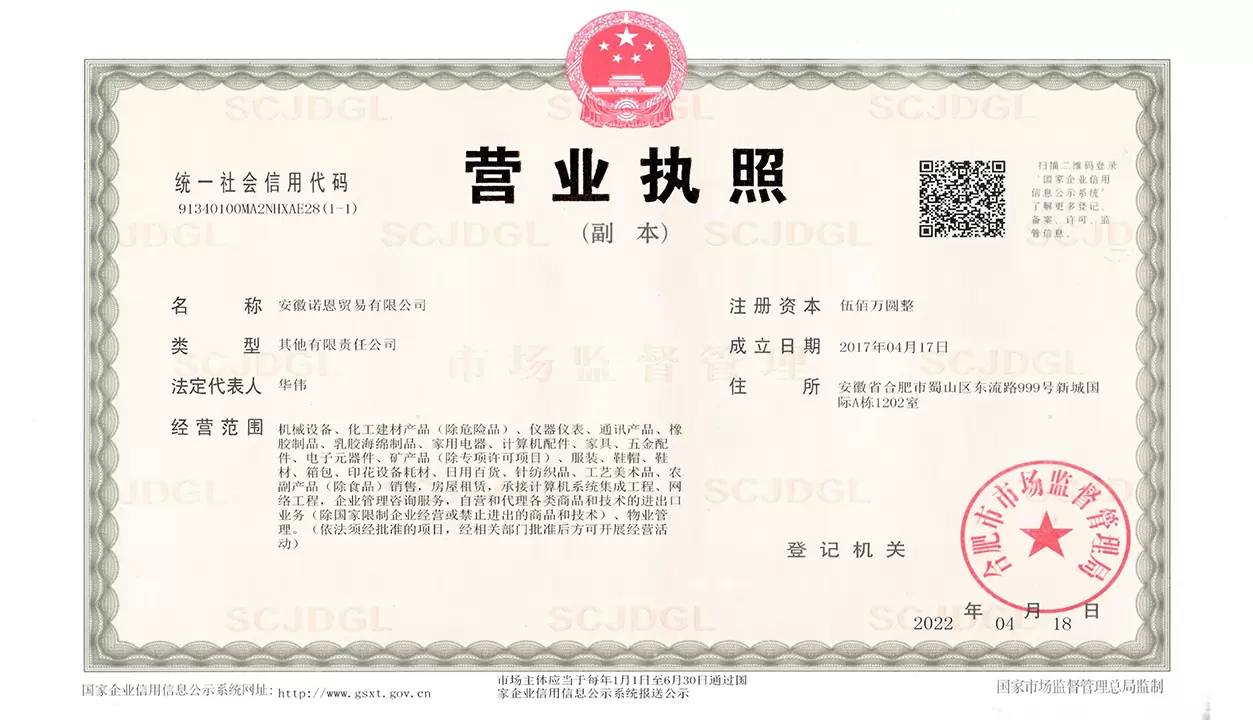 营业执照
(副 本)
统一社会信用代码
91340100MA2NHXAE28(1-1)
扫描二维码登录
‘国家企业信用
信息公示系统’
了解更多登记、
备案、许可、监
管信息。
名 称 安徽诺恩贸易有限公司
类 型 其他有限责任公司
法定代表人 华伟
经营范围 机械设备、化工建材产品（除危险品）、仪器仪表、通讯产品、橡
胶制品、乳胶海绵制品、家用电器、计算机配件、家具、五金配
件、电子元器件、矿产品（除专项许可项目）、服装、鞋帽、鞋
材、箱包、印花设备耗材、日用百货、针纺织品、工艺美术品、农
副产品（除食品）销售，房屋租赁，承接计算机系统集成工程、网
络工程，企业管理咨询服务，自营和代理各类商品和技术的进出口
业务（除国家限制企业经营或禁止进出的商品和技术）、物业管
理。（依法须经批准的项目，经相关部门批准后方可开展经营活
动）
注册资本 伍佰万圆整
成立日期 2017年04月17日
住 所 安徽省合肥市蜀山区东流路999号新城国
际A栋1202室
登记机关
合肥市市场监督管理局
2022 年 04 月 18 日
SCJDGL
市场监督管理
国家企业信用信息公示系统网址: http://www.gsxt.gov.cn
市场主体应当于每年1月1日至6月30日通过国
家企业信用信息公示系统报送公示
国家市场监督管理总局监制